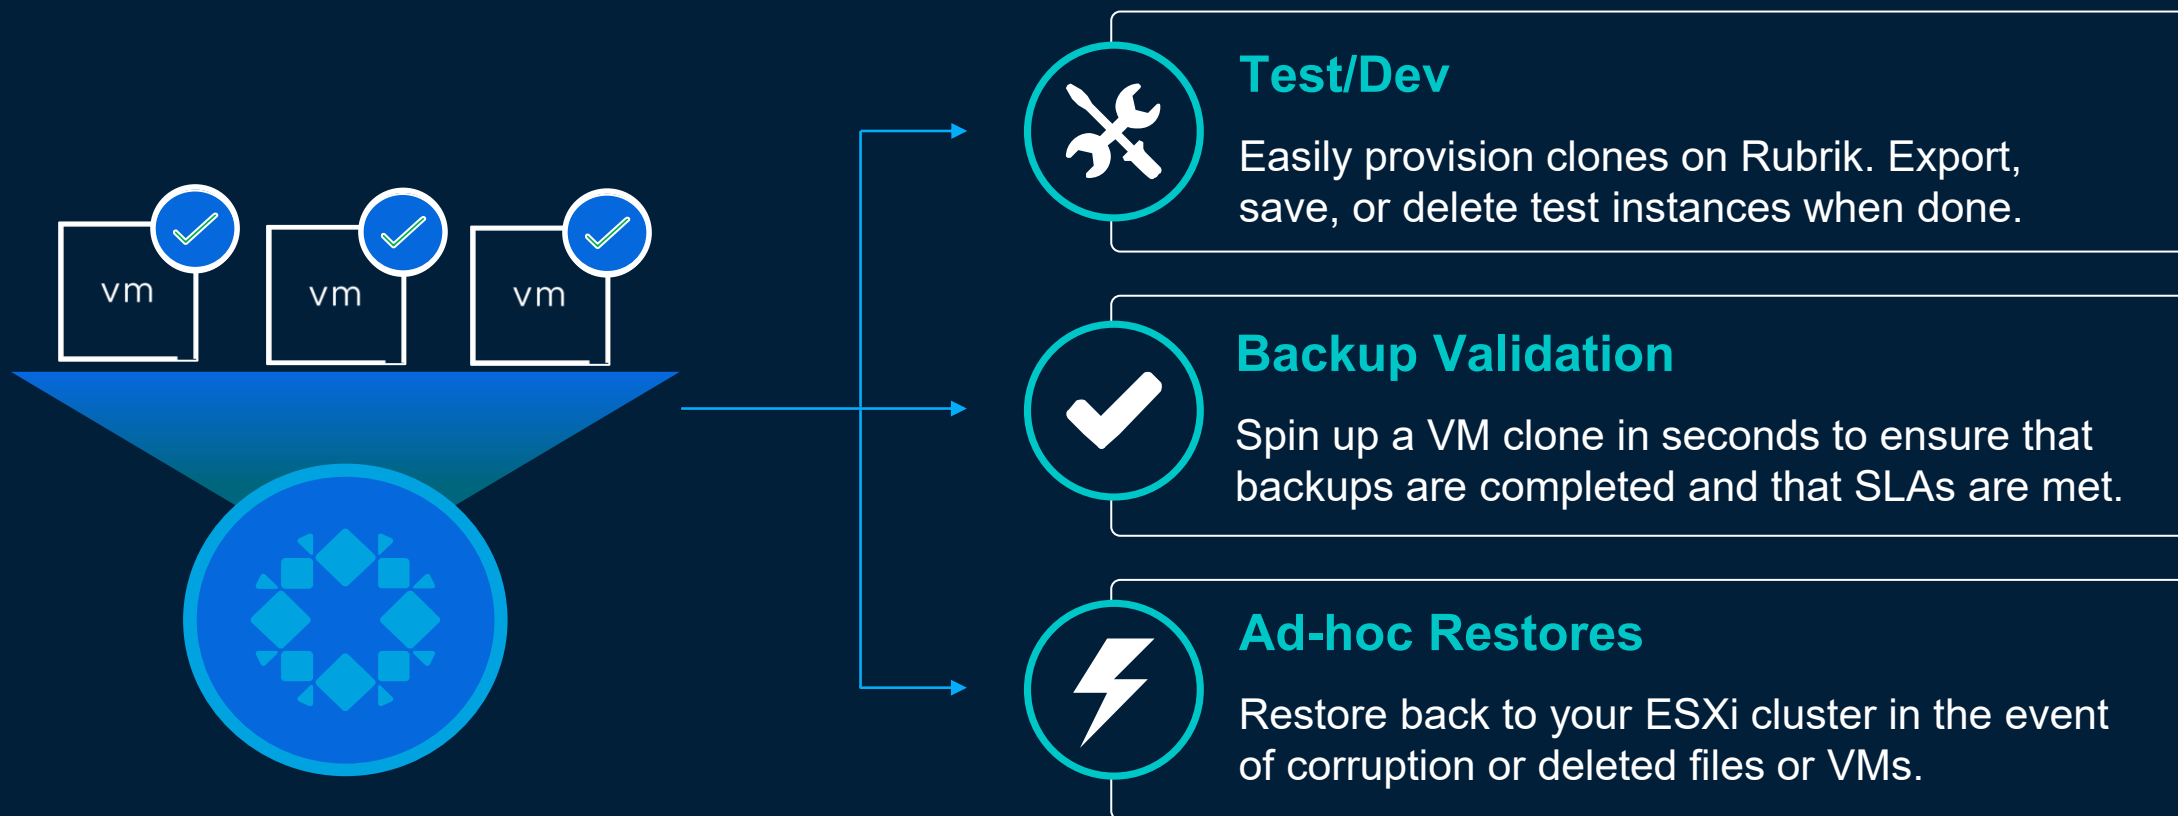 vm
vm
vm
Test/Dev
Easily provision clones on Rubrik. Export,
save, or delete test instances when done.
Backup Validation
Spin up a VM clone in seconds to ensure that
backups are completed and that SLAs are met.
Ad-hoc Restores
Restore back to your ESXi cluster in the event
of corruption or deleted files or VMs.